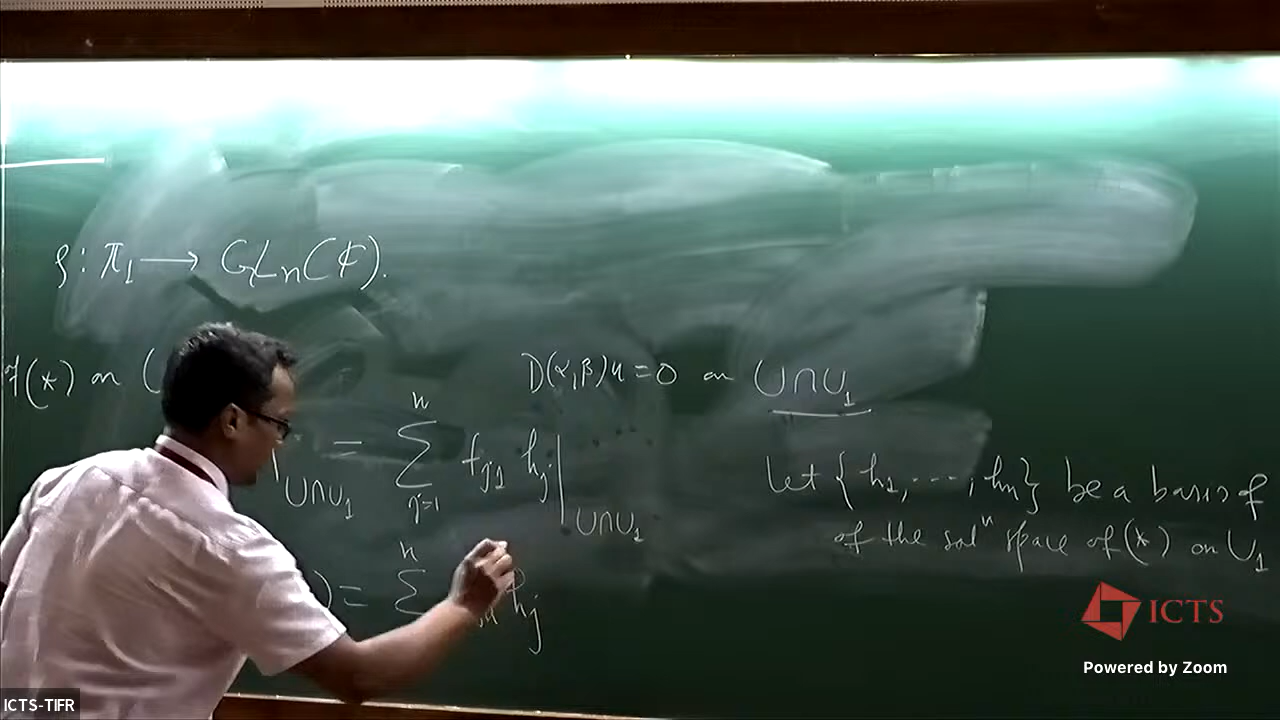 ρ : π₁ ⟶ GLₙ(ℂ).
(*) on (
D(α,β)u = 0 on U∩U₁
U∩U₁ = Σ_{j=1}^{n} f_{j1} h_j |_{U∩U₁}
Let {h₁, ⋯, hₙ} be a basis of
of the solⁿ space of (*) on U₁
) = Σ^{n} h_j
ICTS
Powered by Zoom
ICTS-TIFR